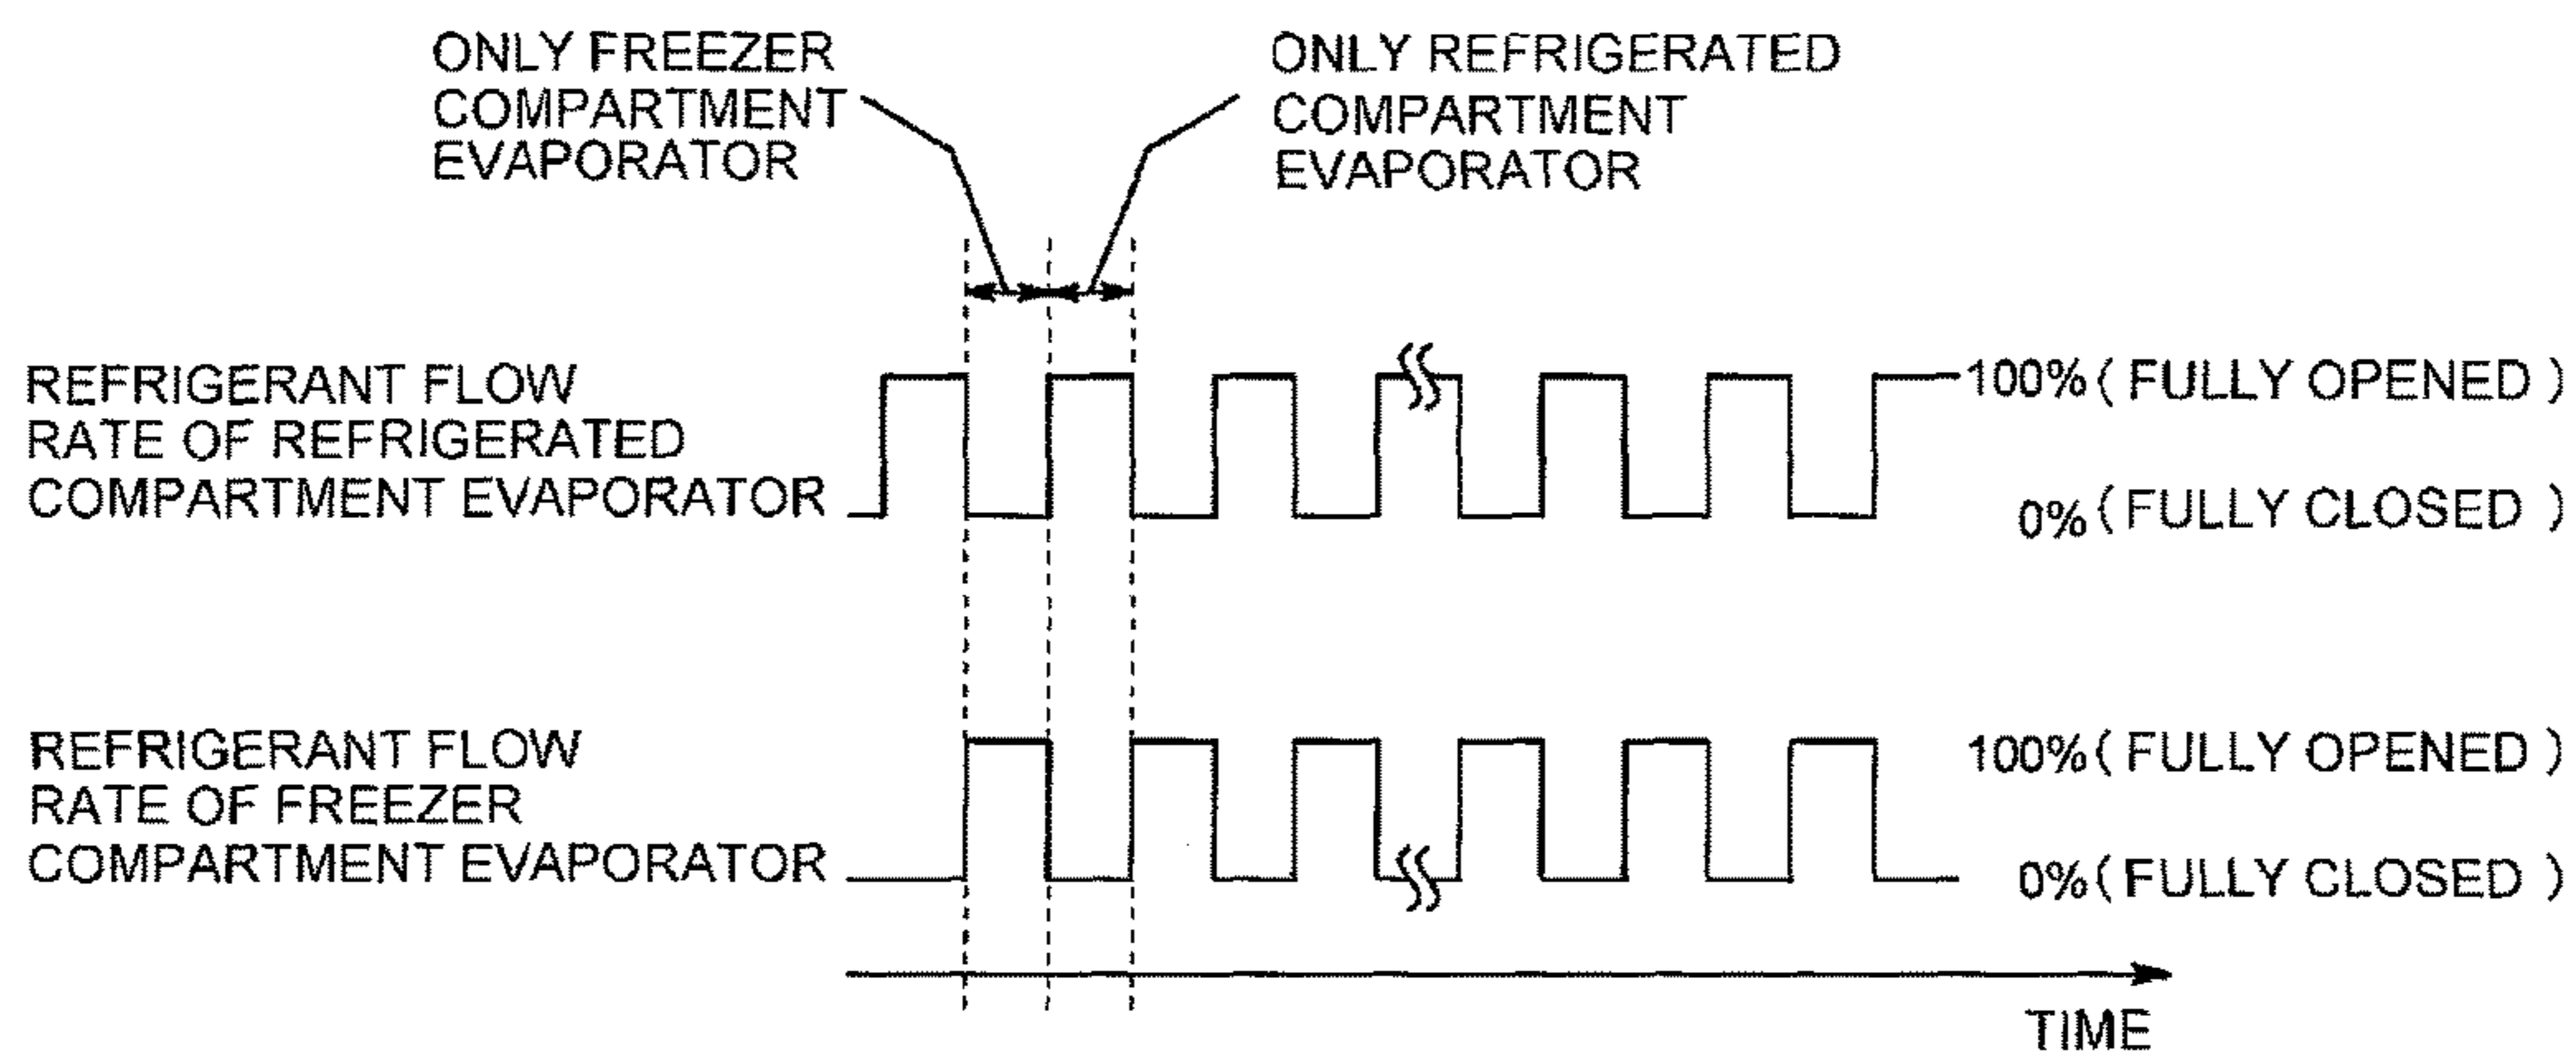 ONLY FREEZER
COMPARTMENT
EVAPORATOR
ONLY REFRIGERATED
COMPARTMENT
EVAPORATOR
REFRIGERANT FLOW
RATE OF REFRIGERATED
COMPARTMENT EVAPORATOR
100% ( FULLY OPENED )
0% ( FULLY CLOSED )
REFRIGERANT FLOW
RATE OF FREEZER
COMPARTMENT EVAPORATOR
100% ( FULLY OPENED )
0% ( FULLY CLOSED )
TIME